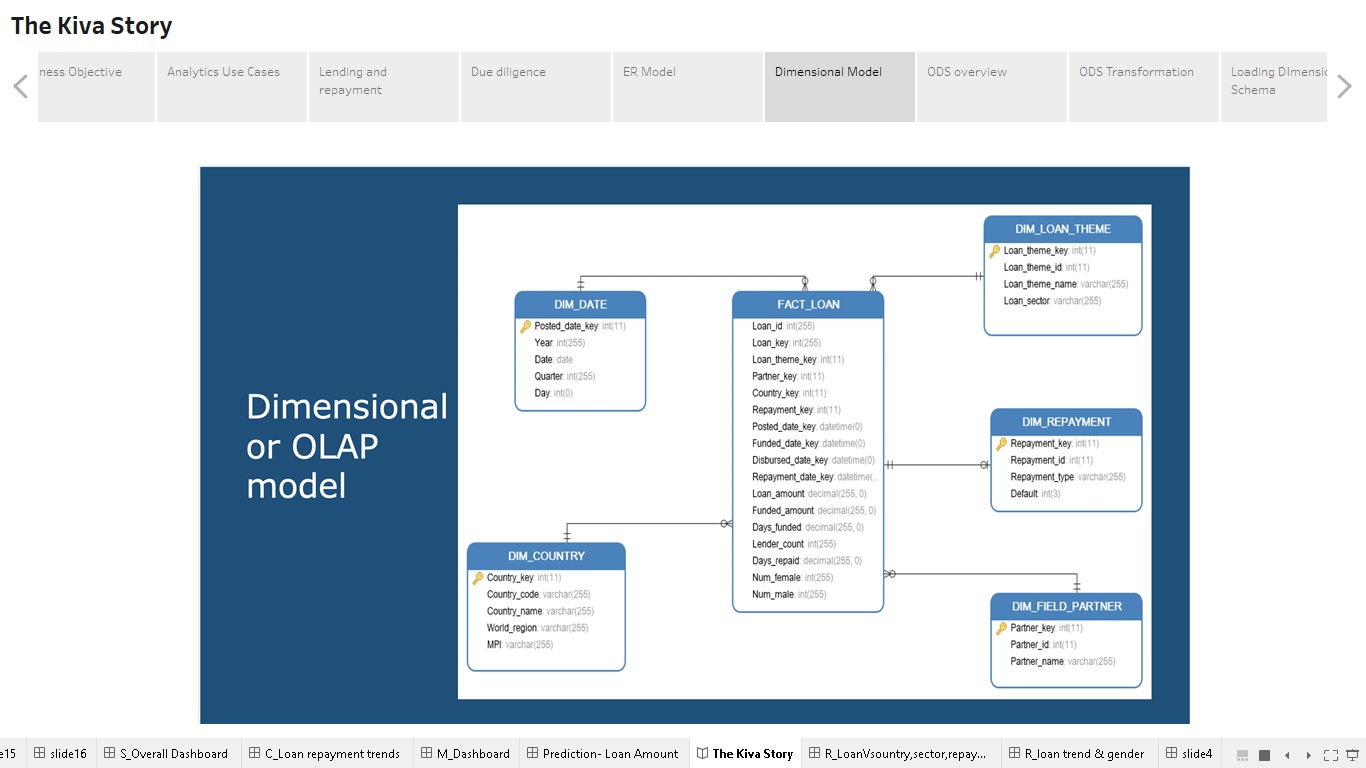 The Kiva Story
ness Objective
Analytics Use Cases
Lending and
repayment
Due diligence
ER Model
Dimensional Model
ODS overview
ODS Transformation
Loading DImensio
Schema
Dimensional
or OLAP
model
DIM_DATE
Posted_date_key: int(11)
Year: int(255)
Date: date
Quarter: int(255)
Day: int(0)
FACT_LOAN
Loan_id: int(255)
Loan_key: int(255)
Loan_theme_key: int(11)
Partner_key: int(11)
Country_key: int(11)
Repayment_key: int(11)
Posted_date_key: datetime(0)
Funded_date_key: datetime(0)
Disbursed_date_key: datetime(0)
Repayment_date_key: datetime(...
Loan_amount: decimal(255, 0)
Funded_amount: decimal(255, 0)
Days_funded: decimal(255, 0)
Lender_count: int(255)
Days_repaid: decimal(255, 0)
Num_female: int(255)
Num_male: int(255)
DIM_LOAN_THEME
Loan_theme_key: int(11)
Loan_theme_id: int(11)
Loan_theme_name: varchar(255)
Loan_sector: varchar(255)
DIM_REPAYMENT
Repayment_key: int(11)
Repayment_id: int(11)
Repayment_type: varchar(255)
Default: int(3)
DIM_COUNTRY
Country_key: int(11)
Country_code: varchar(255)
Country_name: varchar(255)
World_region: varchar(255)
MPI: varchar(255)
DIM_FIELD_PARTNER
Partner_key: int(11)
Partner_id: int(11)
Partner_name: varchar(255)
e15
slide16
S_Overall Dashboard
C_Loan repayment trends
M_Dashboard
Prediction- Loan Amount
The Kiva Story
R_LoanVsountry,sector,repay...
R_loan trend & gender
slide4